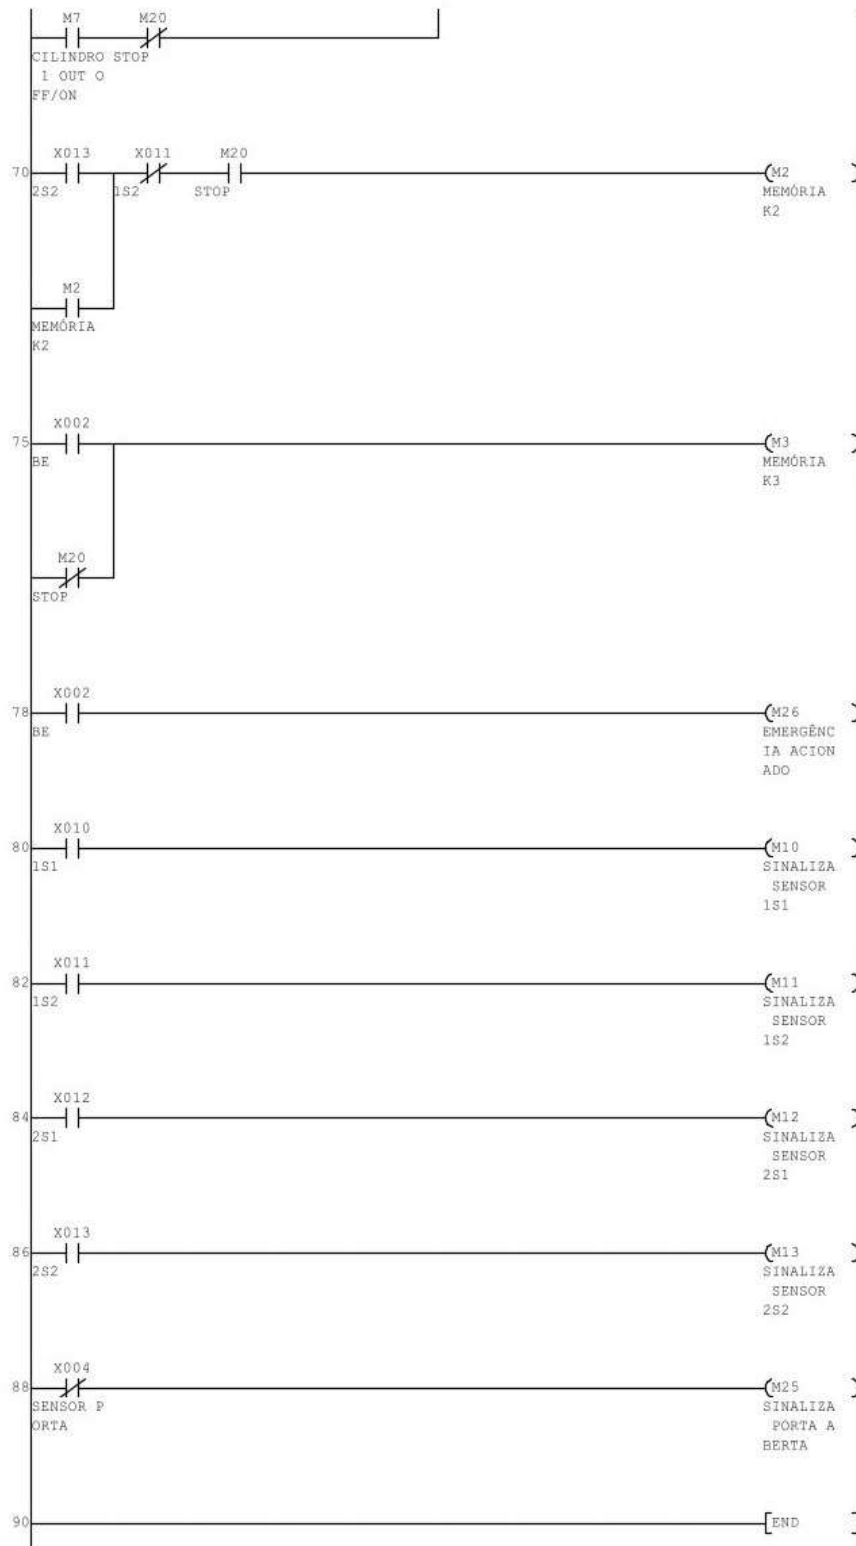 M7 M20
CILINDRO STOP
1 OUT O
FF/ON
X013 X011 M20
70 (M2 )
2S2 1S2 STOP MEMÓRIA
K2
M2
MEMÓRIA
K2
X002
75 (M3 )
BE MEMÓRIA
K3
M20
STOP
X002
78 (M26 )
BE EMERGÊNC
IA ACION
ADO
X010
80 (M10 )
1S1 SINALIZA
SENSOR
1S1
X011
82 (M11 )
1S2 SINALIZA
SENSOR
1S2
X012
84 (M12 )
2S1 SINALIZA
SENSOR
2S1
X013
86 (M13 )
2S2 SINALIZA
SENSOR
2S2
X004
88 (M25 )
SENSOR P SINALIZA
ORTA PORTA A
BERTA
90 [END ]